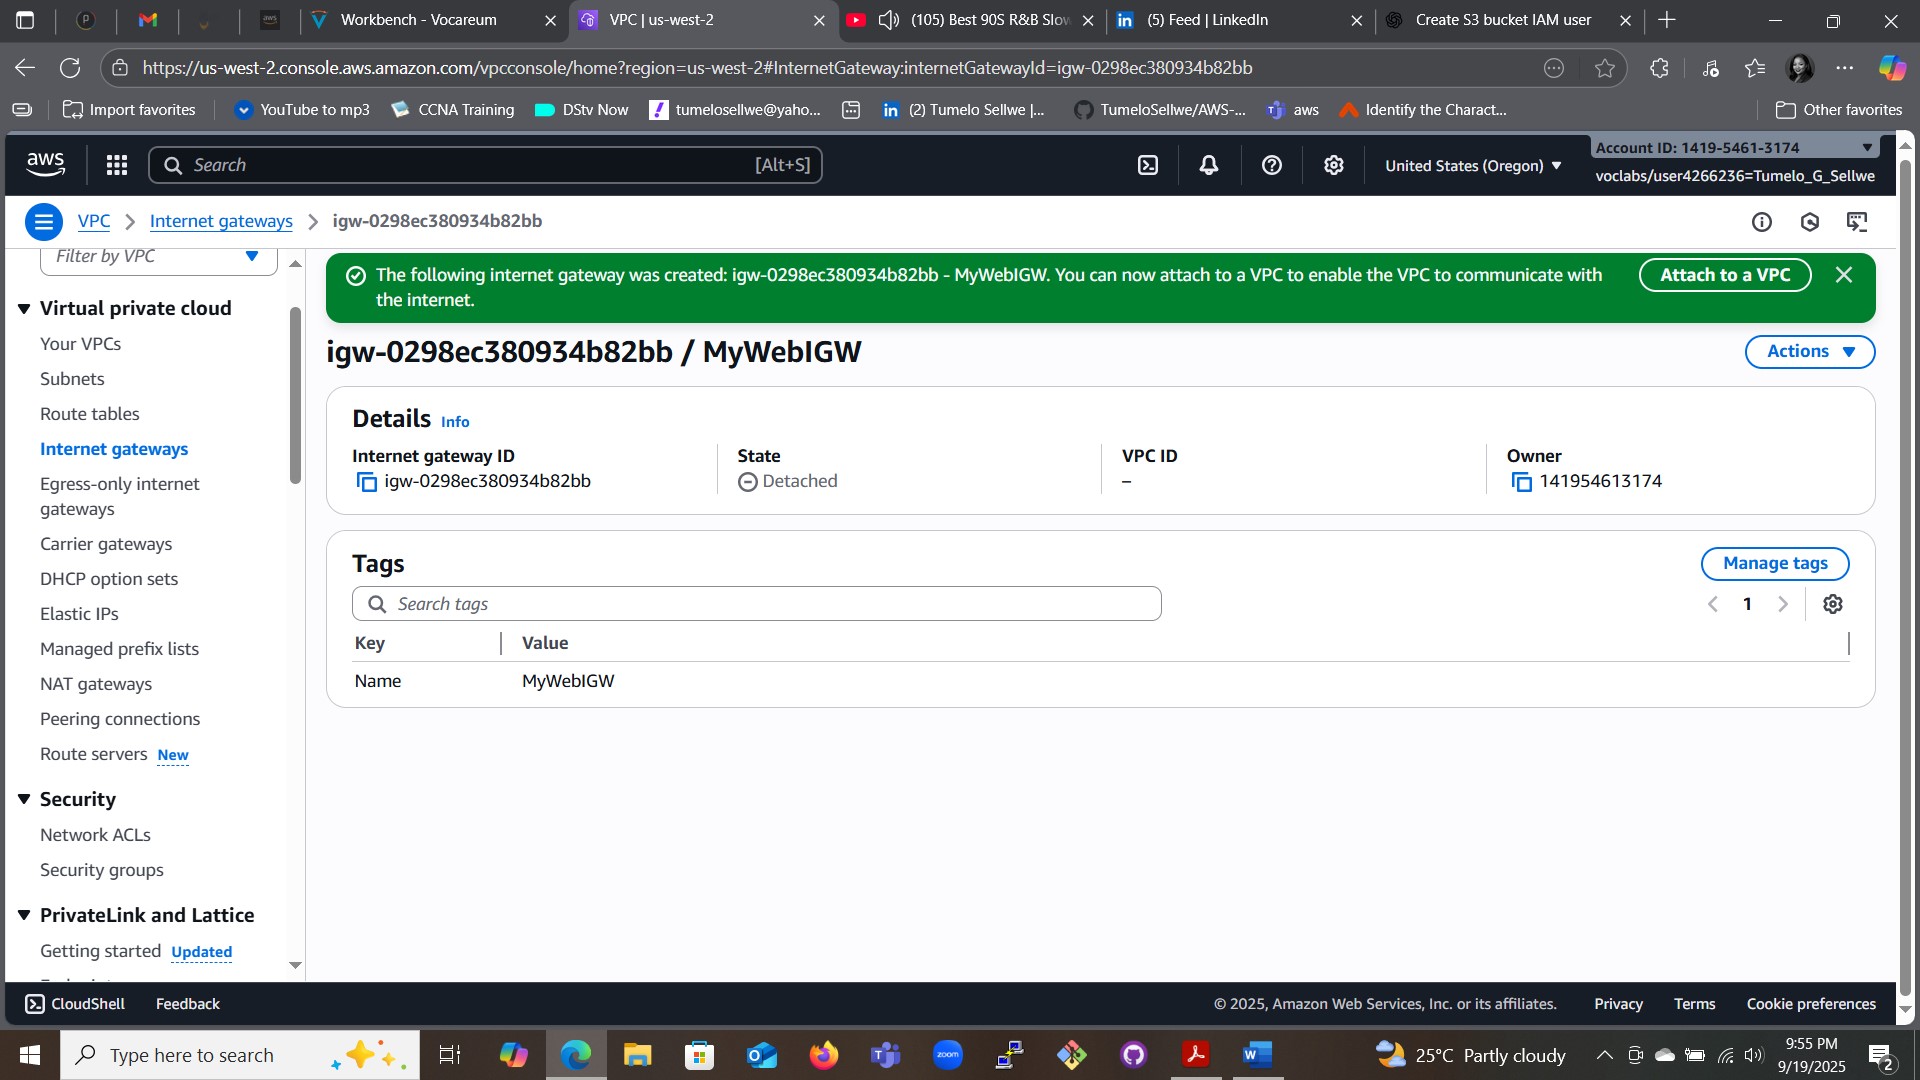 Workbench - Vocareum
VPC | us-west-2
(105) Best 90S R&B Slow
(5) Feed | LinkedIn
Create S3 bucket IAM user
https://us-west-2.console.aws.amazon.com/vpcconsole/home?region=us-west-2#InternetGateway:internetGatewayId=igw-0298ec380934b82bb
Import favorites
YouTube to mp3
CCNA Training
DStv Now
tumelosellwe@yaho...
(2) Tumelo Sellwe |...
TumeloSellwe/AWS-...
aws
Identify the Charact...
Other favorites
aws
Search
[Alt+S]
United States (Oregon)
Account ID: 1419-5461-3174
voclabs/user4266236=Tumelo_G_Sellwe
VPC
Internet gateways
igw-0298ec380934b82bb
Filter by VPC
Virtual private cloud
Your VPCs
Subnets
Route tables
Internet gateways
Egress-only internet
gateways
Carrier gateways
DHCP option sets
Elastic IPs
Managed prefix lists
NAT gateways
Peering connections
Route servers New
Security
Network ACLs
Security groups
PrivateLink and Lattice
Getting started Updated
The following internet gateway was created: igw-0298ec380934b82bb - MyWebIGW. You can now attach to a VPC to enable the VPC to communicate with
the internet.
Attach to a VPC
igw-0298ec380934b82bb / MyWebIGW
Actions
Details Info
Internet gateway ID
igw-0298ec380934b82bb
State
Detached
VPC ID
–
Owner
141954613174
Tags
Manage tags
Search tags
1
Key
Value
Name
MyWebIGW
CloudShell
Feedback
© 2025, Amazon Web Services, Inc. or its affiliates.
Privacy
Terms
Cookie preferences
Type here to search
zoom
25°C Partly cloudy
9:55 PM
9/19/2025
2